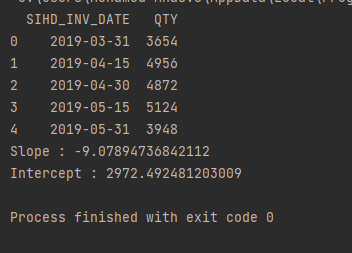 SIHD_INV_DATE QTY
0 2019-03-31 3654
1 2019-04-15 4956
2 2019-04-30 4872
3 2019-05-15 5124
4 2019-05-31 3948
Slope : -9.07894736842112
Intercept : 2972.492481203009
Process finished with exit code 0